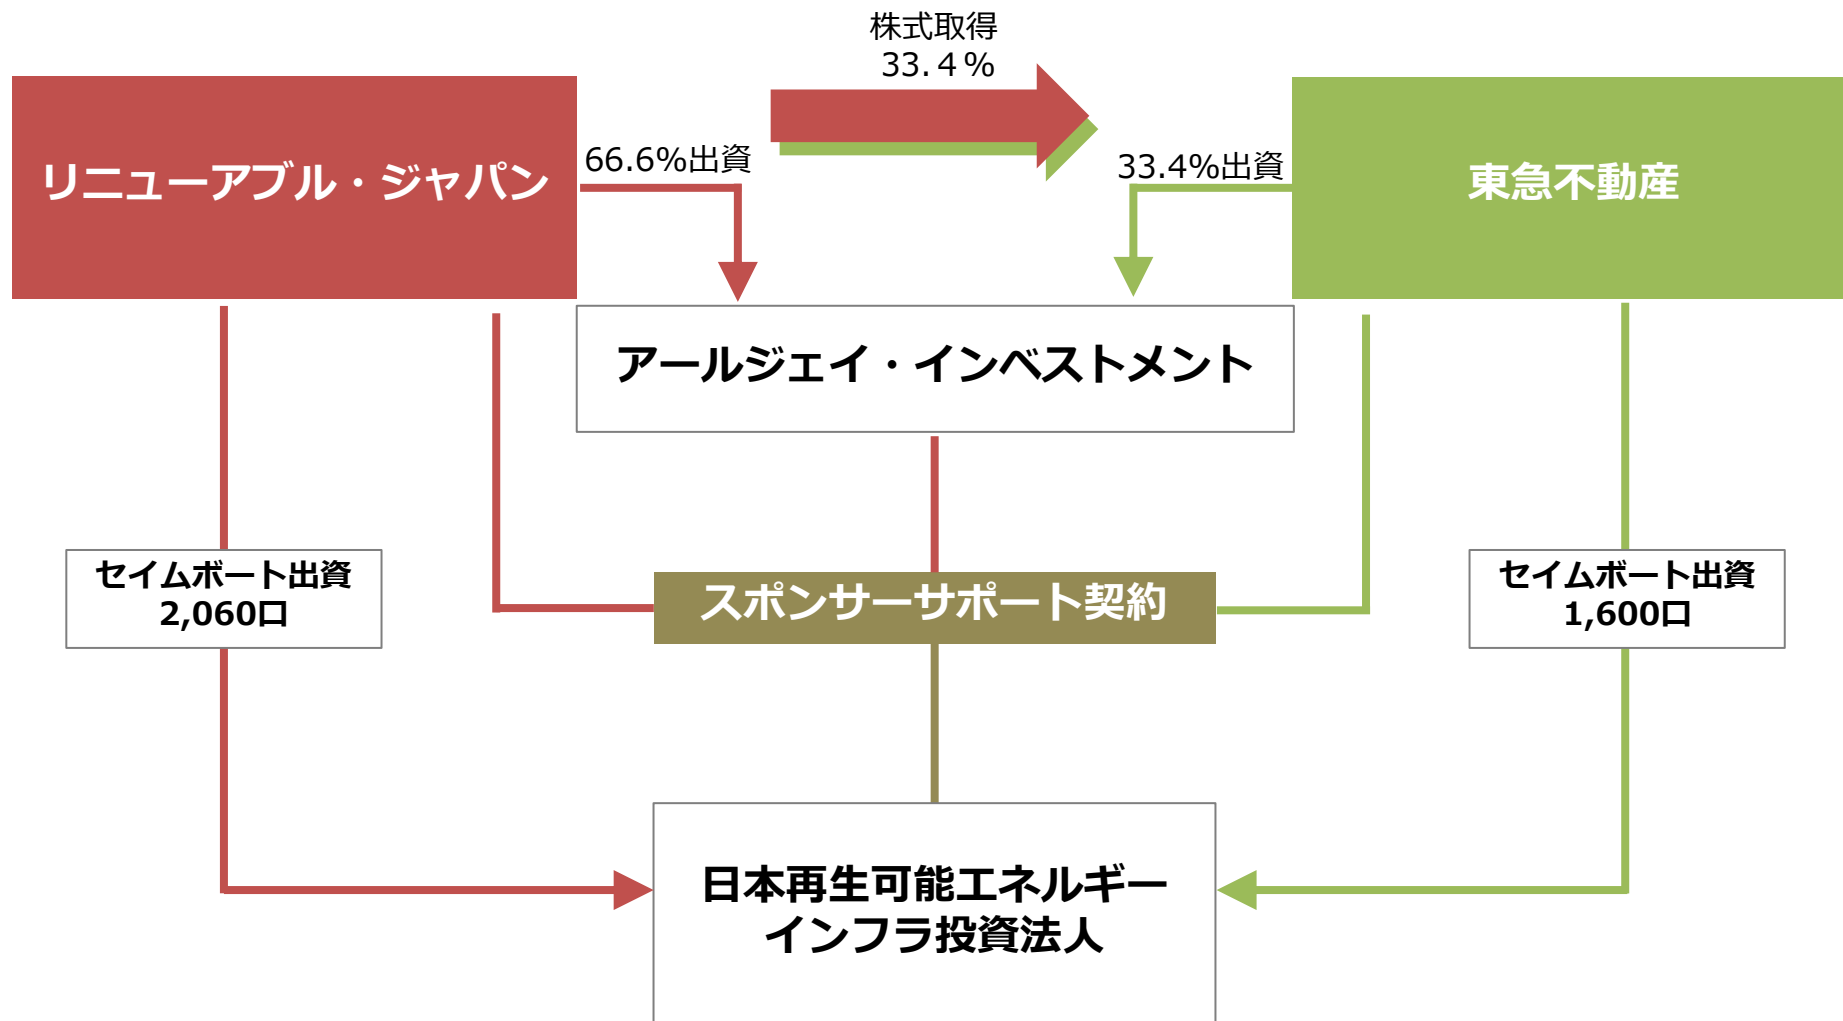 株式取得
33.４%
リニューアブル・ジャパン
66.6%出資
33.4%出資
東急不動産
アールジェイ・インベストメント
セイムボート出資
2,060口
スポンサーサポート契約
セイムボート出資
1,600口
日本再生可能エネルギー
インフラ投資法人